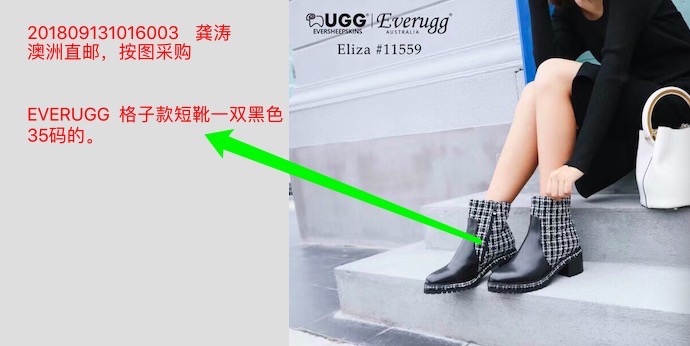 201809131016003 龚涛
澳洲直邮，按图采购
EVERUGG 格子款短靴一双黑色
35码的。
UGG | Everugg®
EVERSHEEPSKINS AUSTRALIA
Eliza #11559